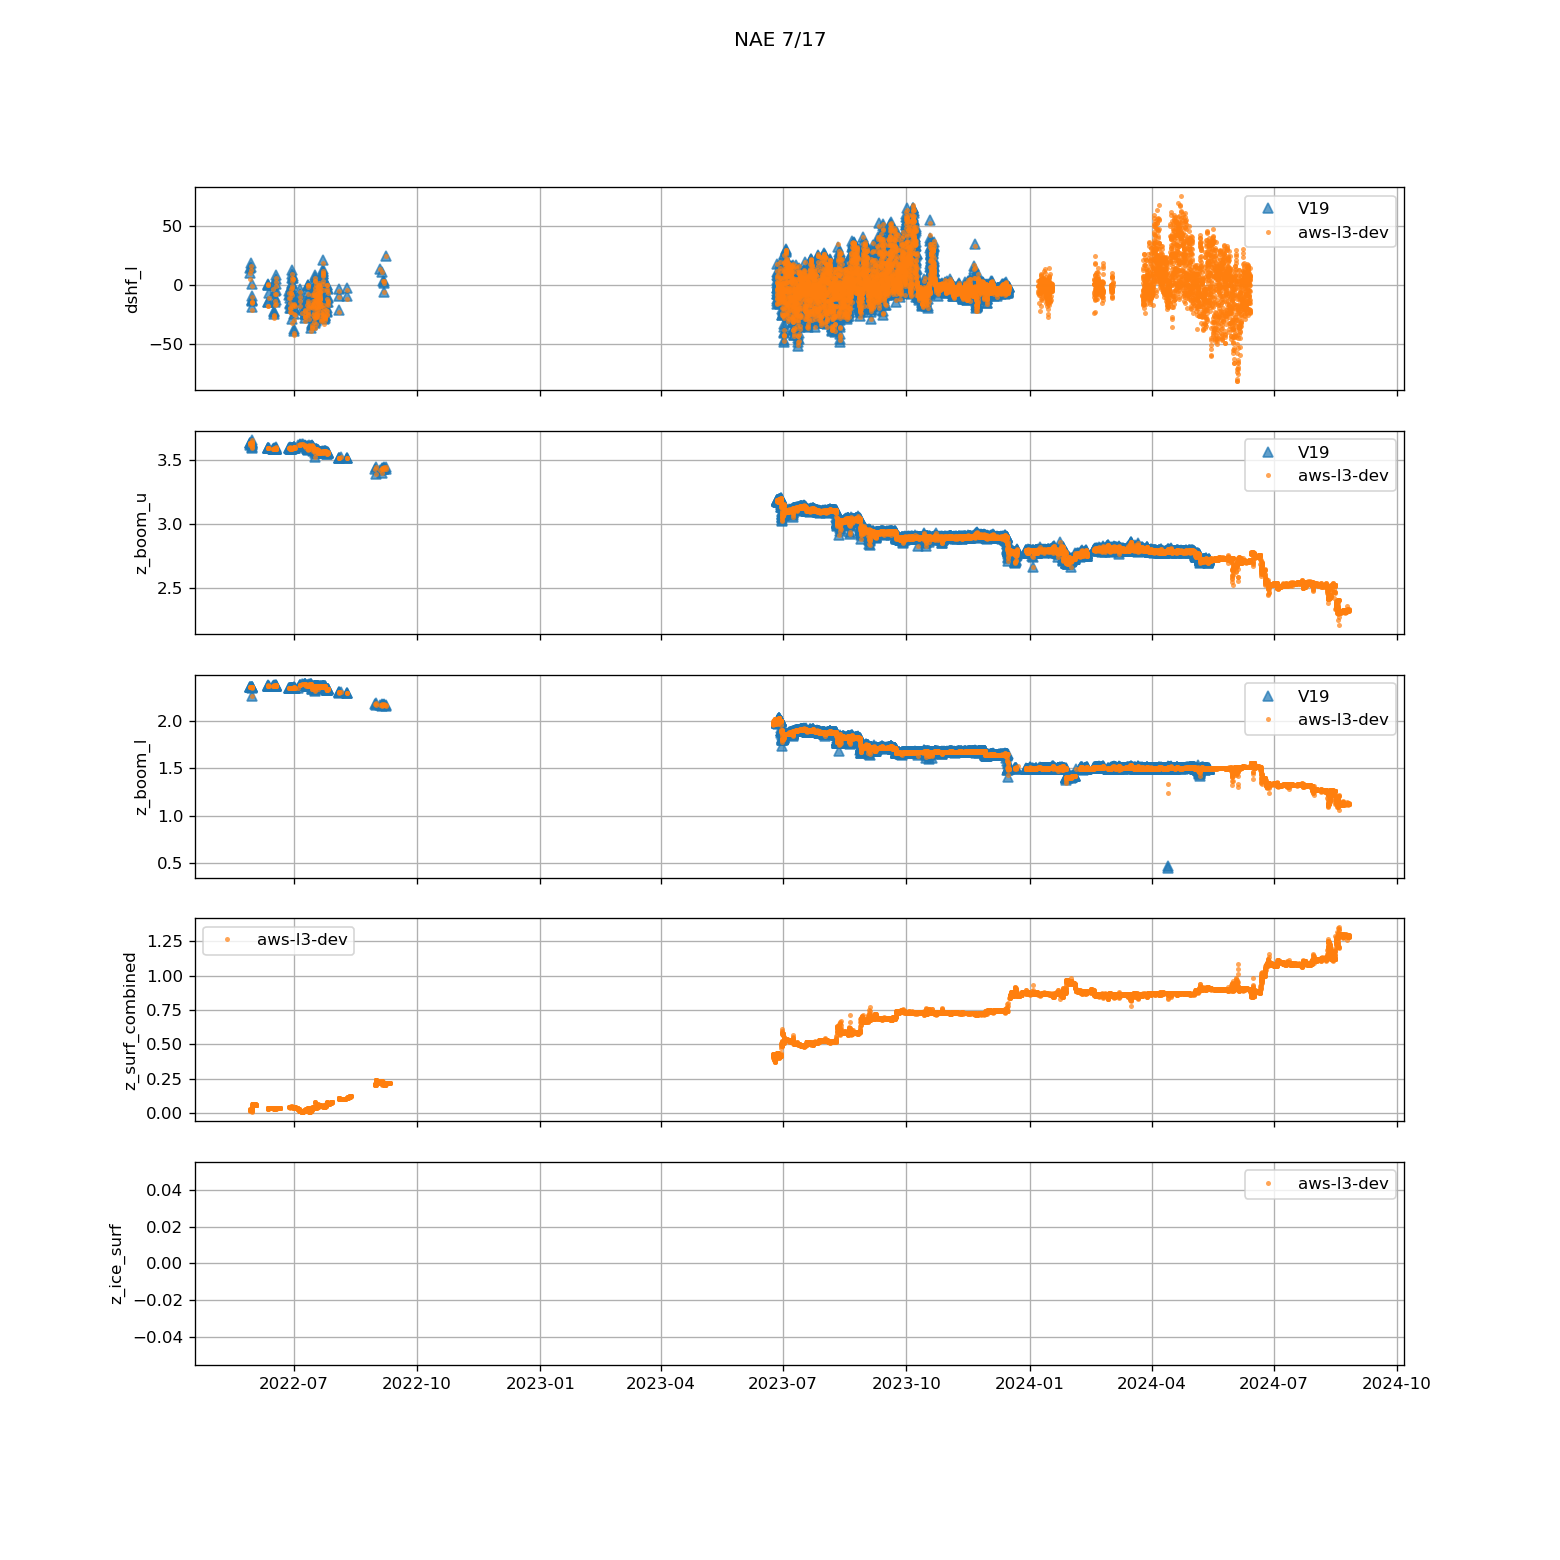 NAE 7/17
dshf_l
50
0
−50
V19
aws-l3-dev
z_boom_u
3.5
3.0
2.5
V19
aws-l3-dev
z_boom_l
2.0
1.5
1.0
0.5
V19
aws-l3-dev
z_surf_combined
1.25
1.00
0.75
0.50
0.25
0.00
aws-l3-dev
z_ice_surf
0.04
0.02
0.00
−0.02
−0.04
aws-l3-dev
2022-07 2022-10 2023-01 2023-04 2023-07 2023-10 2024-01 2024-04 2024-07 2024-10